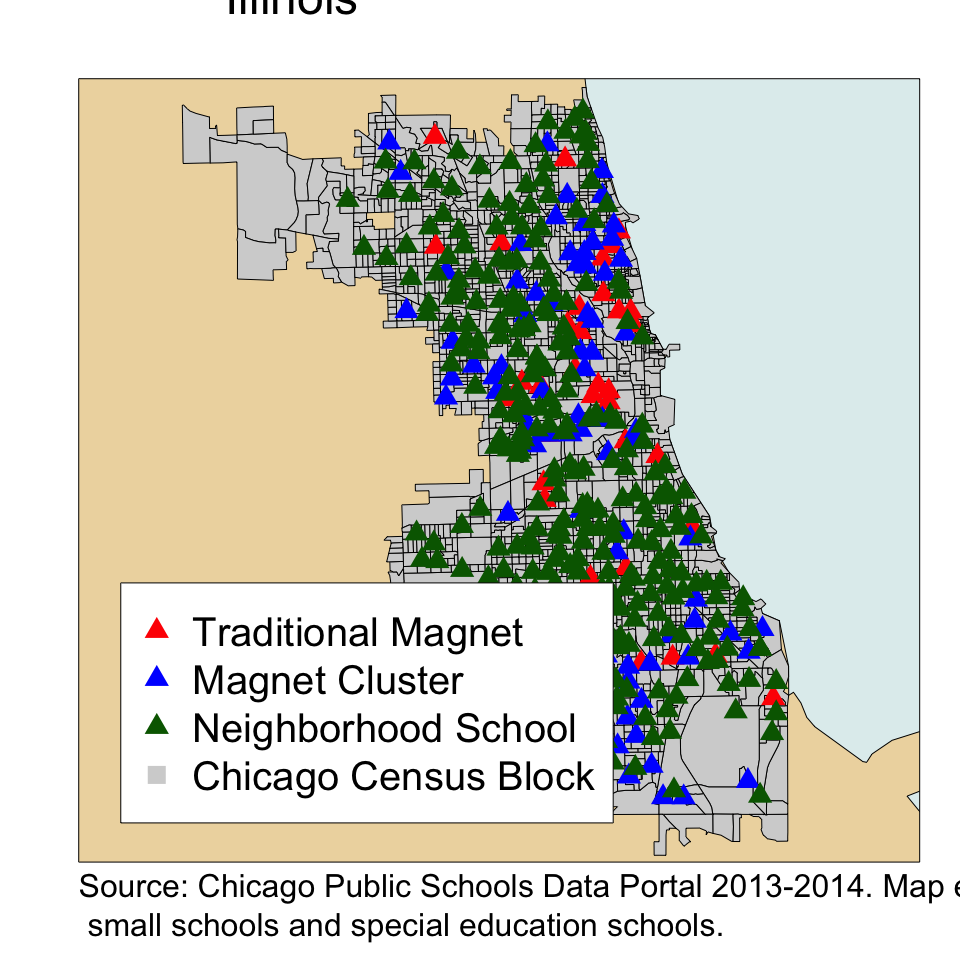 Illinois
Traditional Magnet
Magnet Cluster
Neighborhood School
Chicago Census Block
Source: Chicago Public Schools Data Portal 2013-2014. Map
small schools and special education schools.